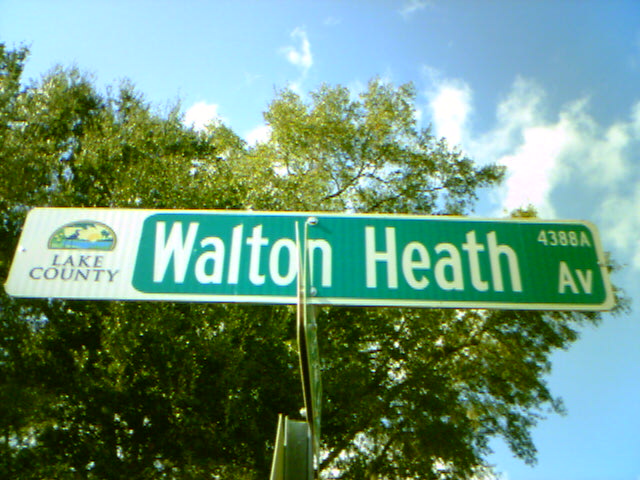 LAKE
COUNTY
Walton Heath
4388A
AV